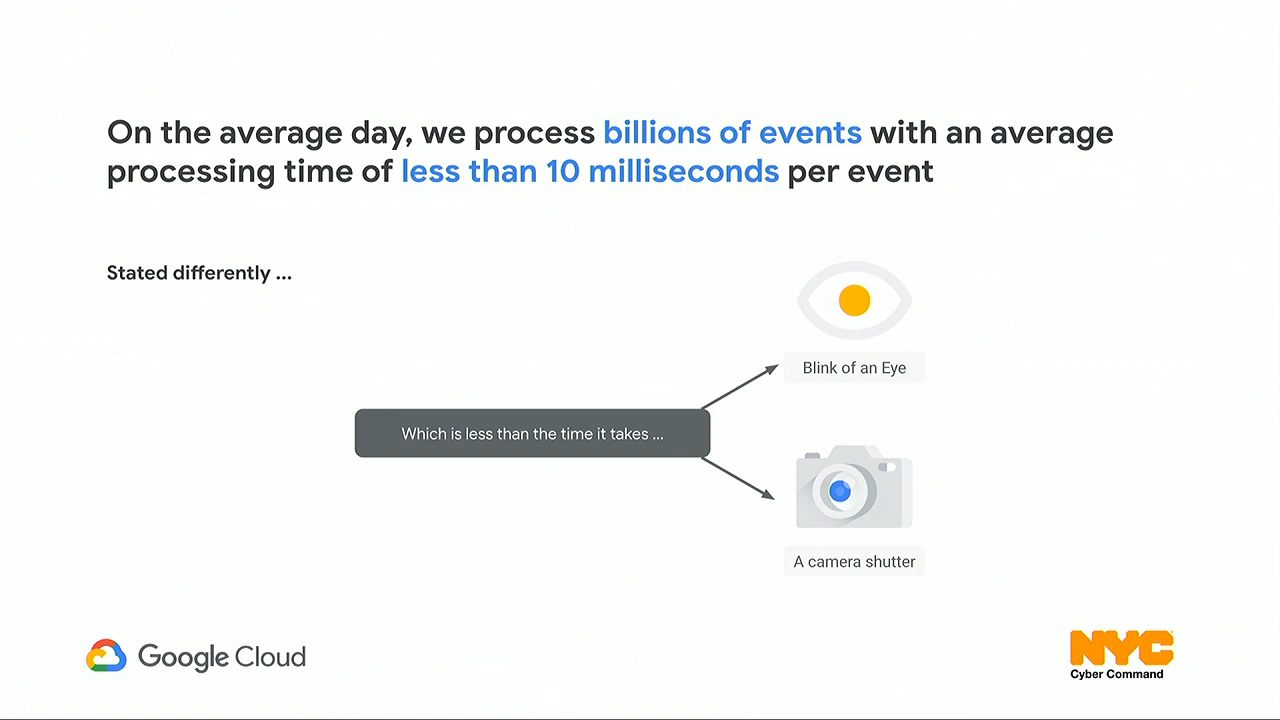 On the average day, we process billions of events with an average
processing time of less than 10 milliseconds per event
Stated differently ...
Blink of an Eye
Which is less than the time it takes ...
A camera shutter
Google Cloud
NYC
Cyber Command